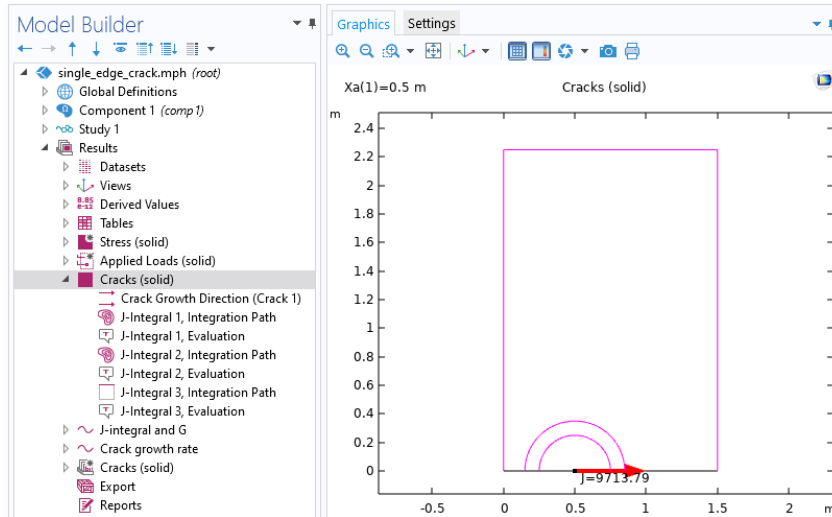 Model Builder
single_edge_crack.mph (root)
Global Definitions
Component 1 (comp1)
Study 1
Results
Datasets
Views
8.85
e-12
Derived Values
Tables
Stress (solid)
Applied Loads (solid)
Cracks (solid)
Crack Growth Direction (Crack 1)
J-Integral 1, Integration Path
J-Integral 1, Evaluation
J-Integral 2, Integration Path
J-Integral 2, Evaluation
J-Integral 3, Integration Path
J-Integral 3, Evaluation
J-integral and G
Crack growth rate
Cracks (solid)
Export
Reports
Graphics Settings
Xa(1)=0.5 m Cracks (solid)
m
2.4
2.2
2
1.8
1.6
1.4
1.2
1
0.8
0.6
0.4
0.2
0
J=9713.79
-0.5 0 0.5 1 1.5 2 m